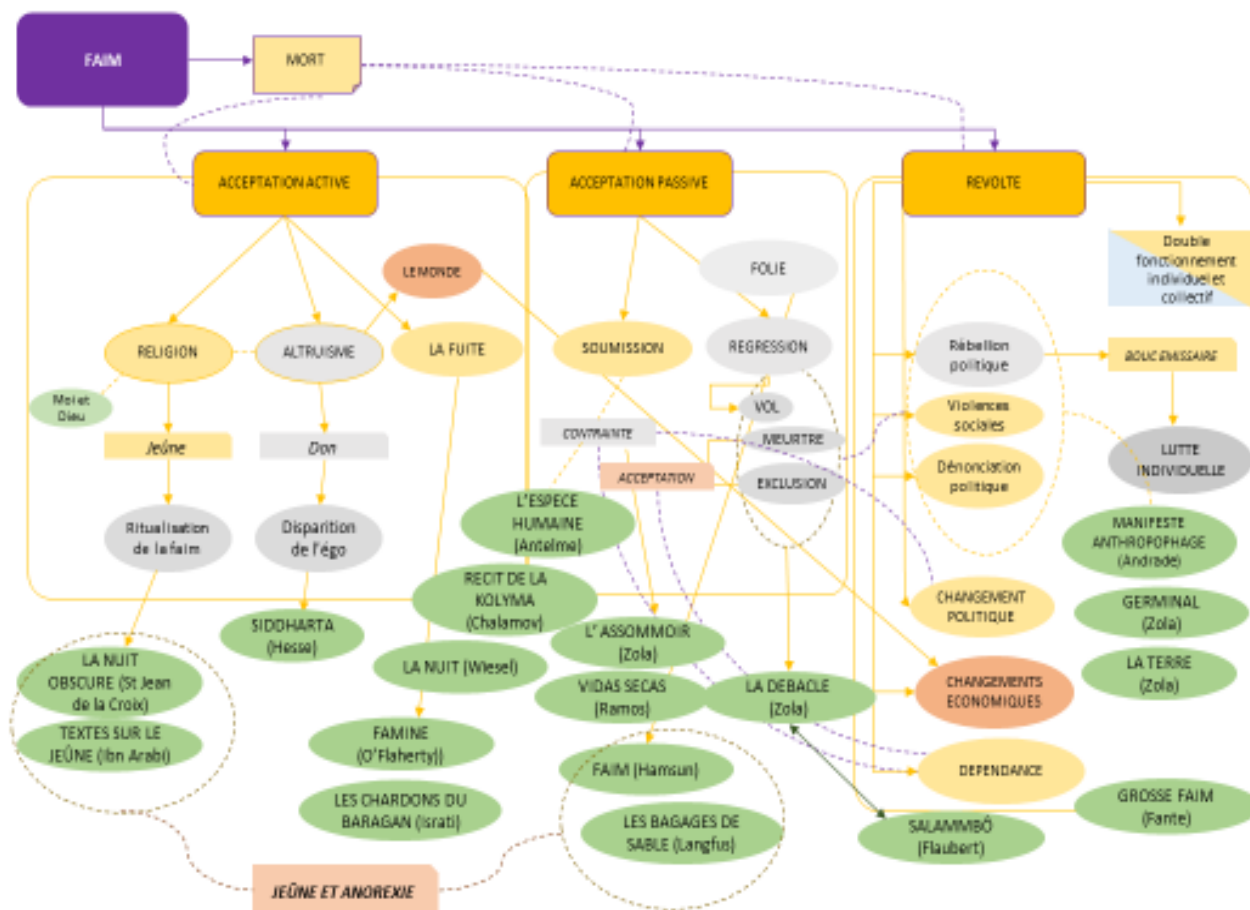 FAIM
MORT
ACCEPTATION ACTIVE
ACCEPTATION PASSIVE
REVOLTE
Double
fonctionnement
individuel et
collectif
LE MONDE
FOLIE
RELIGION
ALTRUISME
LA FUITE
SOUMISSION
REGRESSION
Rébellion
politique
BOUC EMISSAIRE
Moi et
Dieu
VOL
Violences
sociales
Jeûne
Don
CONTRAINTE
MEURTRE
LUTTE
INDIVIDUELLE
ACCEPTATION
EXCLUSION
Dénonciation
politique
Ritualisation
de la faim
Disparition
de l'égo
L'ESPECE
HUMAINE
(Antelme)
MANIFESTE
ANTHROPOPHAGE
(Andrade)
RECIT DE LA
KOLYMA
(Chalamov)
CHANGEMENT
POLITIQUE
GERMINAL
(Zola)
SIDDHARTA
(Hesse)
L' ASSOMMOIR
(Zola)
LA NUIT
OBSCURE (St Jean
de la Croix)
LA NUIT (Wiesel)
VIDAS SECAS
(Ramos)
LA DEBACLE
(Zola)
CHANGEMENTS
ECONOMIQUES
LA TERRE
(Zola)
TEXTES SUR LE
JEÛNE (Ibn Arabi)
FAMINE
(O'Flaherty))
FAIM (Hamsun)
DEPENDANCE
LES CHARDONS DU
BARAGAN (Israti)
LES BAGAGES DE
SABLE (Langfus)
SALAMMBÔ
(Flaubert)
GROSSE FAIM
(Fante)
JEÛNE ET ANOREXIE